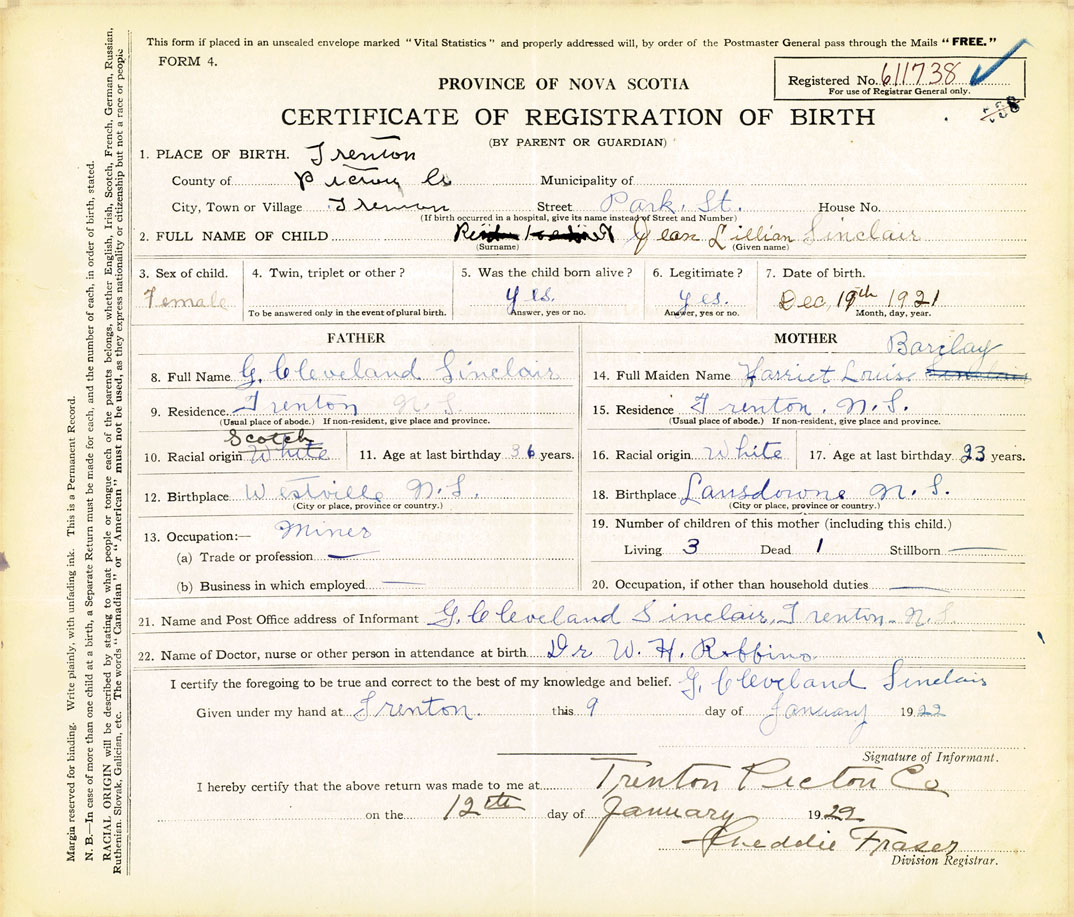 This form if placed in an unsealed envelope marked "Vital Statistics" and properly addressed will, by order of the Postmaster General pass through the Mails "FREE."
FORM 4.
Registered No. 611738
For use of Registrar General only.
738
PROVINCE OF NOVA SCOTIA
CERTIFICATE OF REGISTRATION OF BIRTH
(BY PARENT OR GUARDIAN)
1. PLACE OF BIRTH. Trenton
County of Pictou Co Municipality of
City, Town or Village Trenton Street Park. St. House No.
(If birth occurred in a hospital, give its name instead of Street and Number)
2. FULL NAME OF CHILD Jean Lillian Sinclair
(Surname) (Given name)
3. Sex of child. Female
4. Twin, triplet or other?
To be answered only in the event of plural birth.
5. Was the child born alive? Yes.
Answer, yes or no.
6. Legitimate? Yes.
Answer, yes or no.
7. Date of birth. Dec 19th 1921
Month, day, year.
FATHER
8. Full Name G. Cleveland Sinclair
9. Residence Trenton N.S.
(Usual place of abode.) If non-resident, give place and province.
Scotch
10. Racial origin White 11. Age at last birthday 36 years.
12. Birthplace Westville N.S.
(City or place, province or country.)
13. Occupation:— Miner
(a) Trade or profession —
(b) Business in which employed —
MOTHER
Barclay
14. Full Maiden Name Harriet Louise Sinclair
15. Residence Trenton. N.S.
(Usual place of abode.) If non-resident, give place and province.
16. Racial origin White 17. Age at last birthday 23 years.
18. Birthplace Lansdowne N.S.
(City or place, province or country.)
19. Number of children of this mother (including this child.)
Living 3 Dead 1 Stillborn —
20. Occupation, if other than household duties —
21. Name and Post Office address of Informant G. Cleveland Sinclair, Trenton N.S.
22. Name of Doctor, nurse or other person in attendance at birth Dr W. H. Robbins
I certify the foregoing to be true and correct to the best of my knowledge and belief. G. Cleveland Sinclair
Given under my hand at Trenton. this 9 day of January 1922
Signature of Informant.
I hereby certify that the above return was made to me at Trenton Picton Co
on the 12th day of January 1922
Fraser
Division Registrar.
Margin reserved for binding. Write plainly, with unfading ink. This is a Permanent Record.
N. B.—In case of more than one child at a birth, a Separate Return must be made for each, and the number of each, in order of birth, stated.
RACIAL ORIGIN will be described by stating to what people or tongue each of the parents belongs, whether English, Irish, Scotch, French, German, Russian,
Ruthenian, Slovak, Galician, etc. The words "Canadian" or "American" must not be used, as they express nationality or citizenship but not a race or people